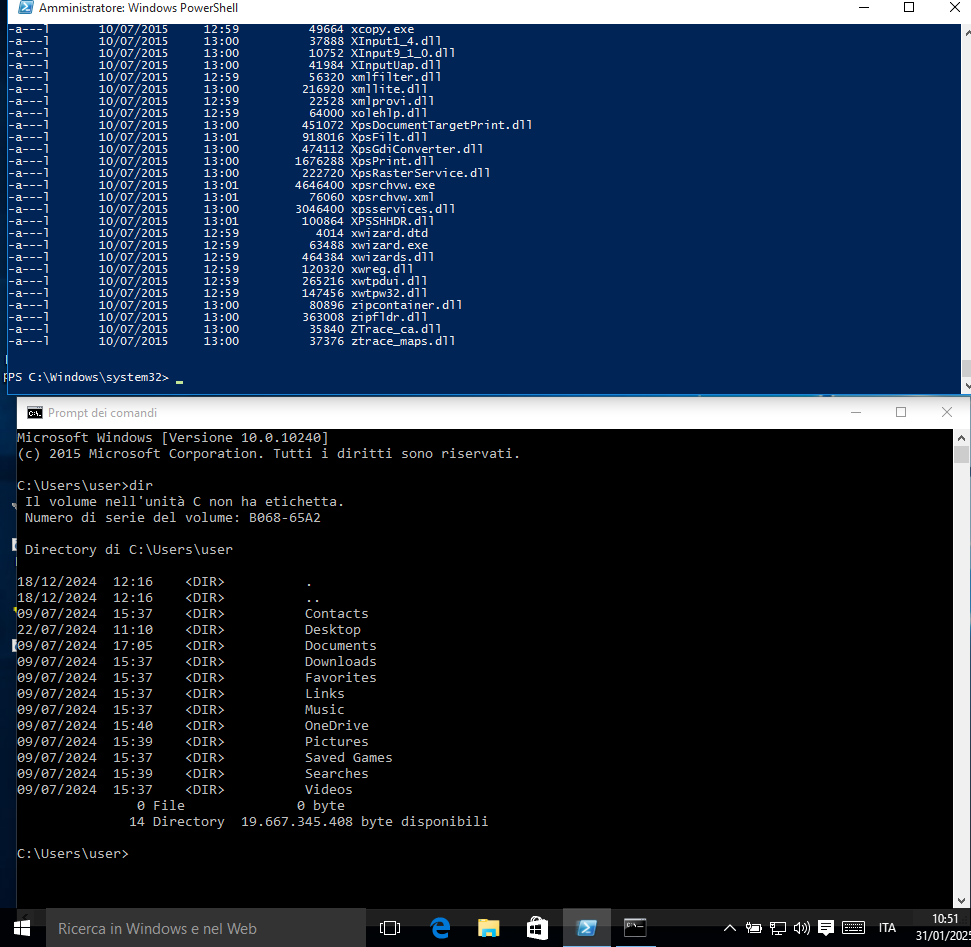 Amministratore: Windows PowerShell
-a---l 10/07/2015 12:59 49664 xcopy.exe
-a---l 10/07/2015 13:00 37888 XInput1_4.dll
-a---l 10/07/2015 13:00 10752 XInput9_1_0.dll
-a---l 10/07/2015 13:00 41984 XInputUap.dll
-a---l 10/07/2015 12:59 56320 xmlfilter.dll
-a---l 10/07/2015 13:00 216920 xmllite.dll
-a---l 10/07/2015 12:59 22528 xmlprovi.dll
-a---l 10/07/2015 12:59 64000 xolehlp.dll
-a---l 10/07/2015 13:00 451072 XpsDocumentTargetPrint.dll
-a---l 10/07/2015 13:01 918016 XpsFilt.dll
-a---l 10/07/2015 13:00 474112 XpsGdiConverter.dll
-a---l 10/07/2015 13:00 1676288 XpsPrint.dll
-a---l 10/07/2015 13:00 222720 XpsRasterService.dll
-a---l 10/07/2015 13:01 4646400 xpsrchvw.exe
-a---l 10/07/2015 13:01 76060 xpsrchvw.xml
-a---l 10/07/2015 13:00 3046400 xpsservices.dll
-a---l 10/07/2015 13:01 100864 XPSSHHDR.dll
-a---l 10/07/2015 12:59 4014 xwizard.dtd
-a---l 10/07/2015 12:59 63488 xwizard.exe
-a---l 10/07/2015 12:59 464384 xwizards.dll
-a---l 10/07/2015 12:59 120320 xwreg.dll
-a---l 10/07/2015 12:59 265216 xwtpdui.dll
-a---l 10/07/2015 12:59 147456 xwtpw32.dll
-a---l 10/07/2015 13:00 80896 zipcontainer.dll
-a---l 10/07/2015 13:00 363008 zipfldr.dll
-a---l 10/07/2015 13:00 35840 ZTrace_ca.dll
-a---l 10/07/2015 13:00 37376 ztrace_maps.dll
PS C:\Windows\system32> _
Prompt dei comandi
Microsoft Windows [Versione 10.0.10240]
(c) 2015 Microsoft Corporation. Tutti i diritti sono riservati.
C:\Users\user>dir
Il volume nell'unità C non ha etichetta.
Numero di serie del volume: B068-65A2
Directory di C:\Users\user
18/12/2024 12:16 <DIR> .
18/12/2024 12:16 <DIR> ..
09/07/2024 15:37 <DIR> Contacts
22/07/2024 11:10 <DIR> Desktop
09/07/2024 17:05 <DIR> Documents
09/07/2024 15:37 <DIR> Downloads
09/07/2024 15:37 <DIR> Favorites
09/07/2024 15:37 <DIR> Links
09/07/2024 15:37 <DIR> Music
09/07/2024 15:40 <DIR> OneDrive
09/07/2024 15:39 <DIR> Pictures
09/07/2024 15:37 <DIR> Saved Games
09/07/2024 15:39 <DIR> Searches
09/07/2024 15:37 <DIR> Videos
0 File 0 byte
14 Directory 19.667.345.408 byte disponibili
C:\Users\user>
Ricerca in Windows e nel Web
ITA
10:51
31/01/2025